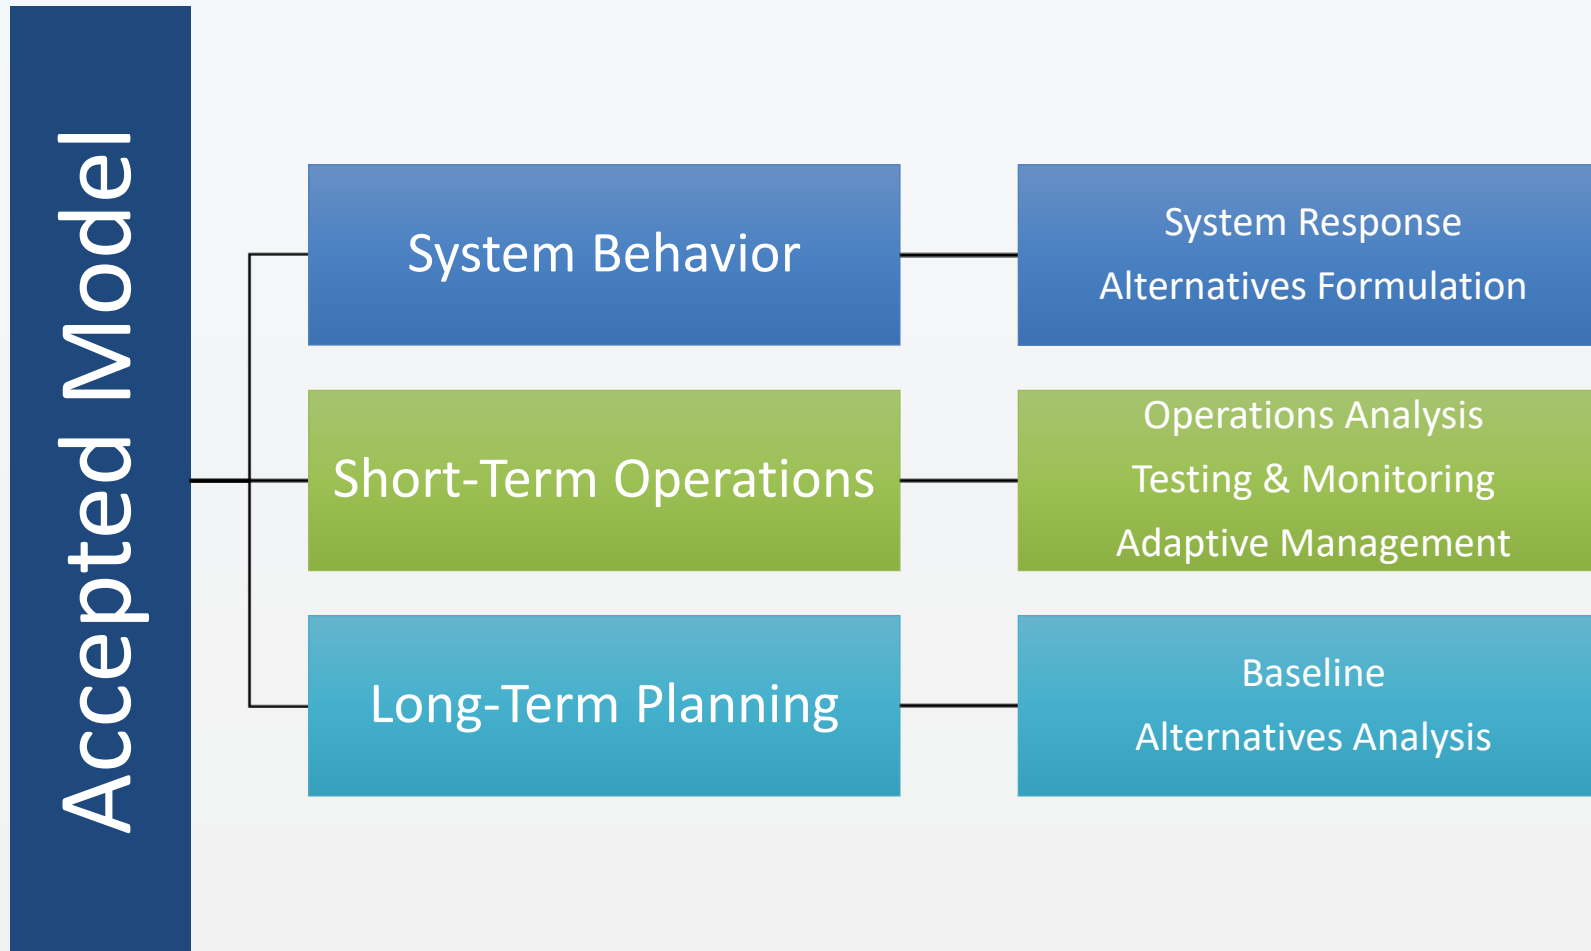 Accepted Model
System Behavior
System Response
Alternatives Formulation
Short-Term Operations
Operations Analysis
Testing & Monitoring
Adaptive Management
Long-Term Planning
Baseline
Alternatives Analysis